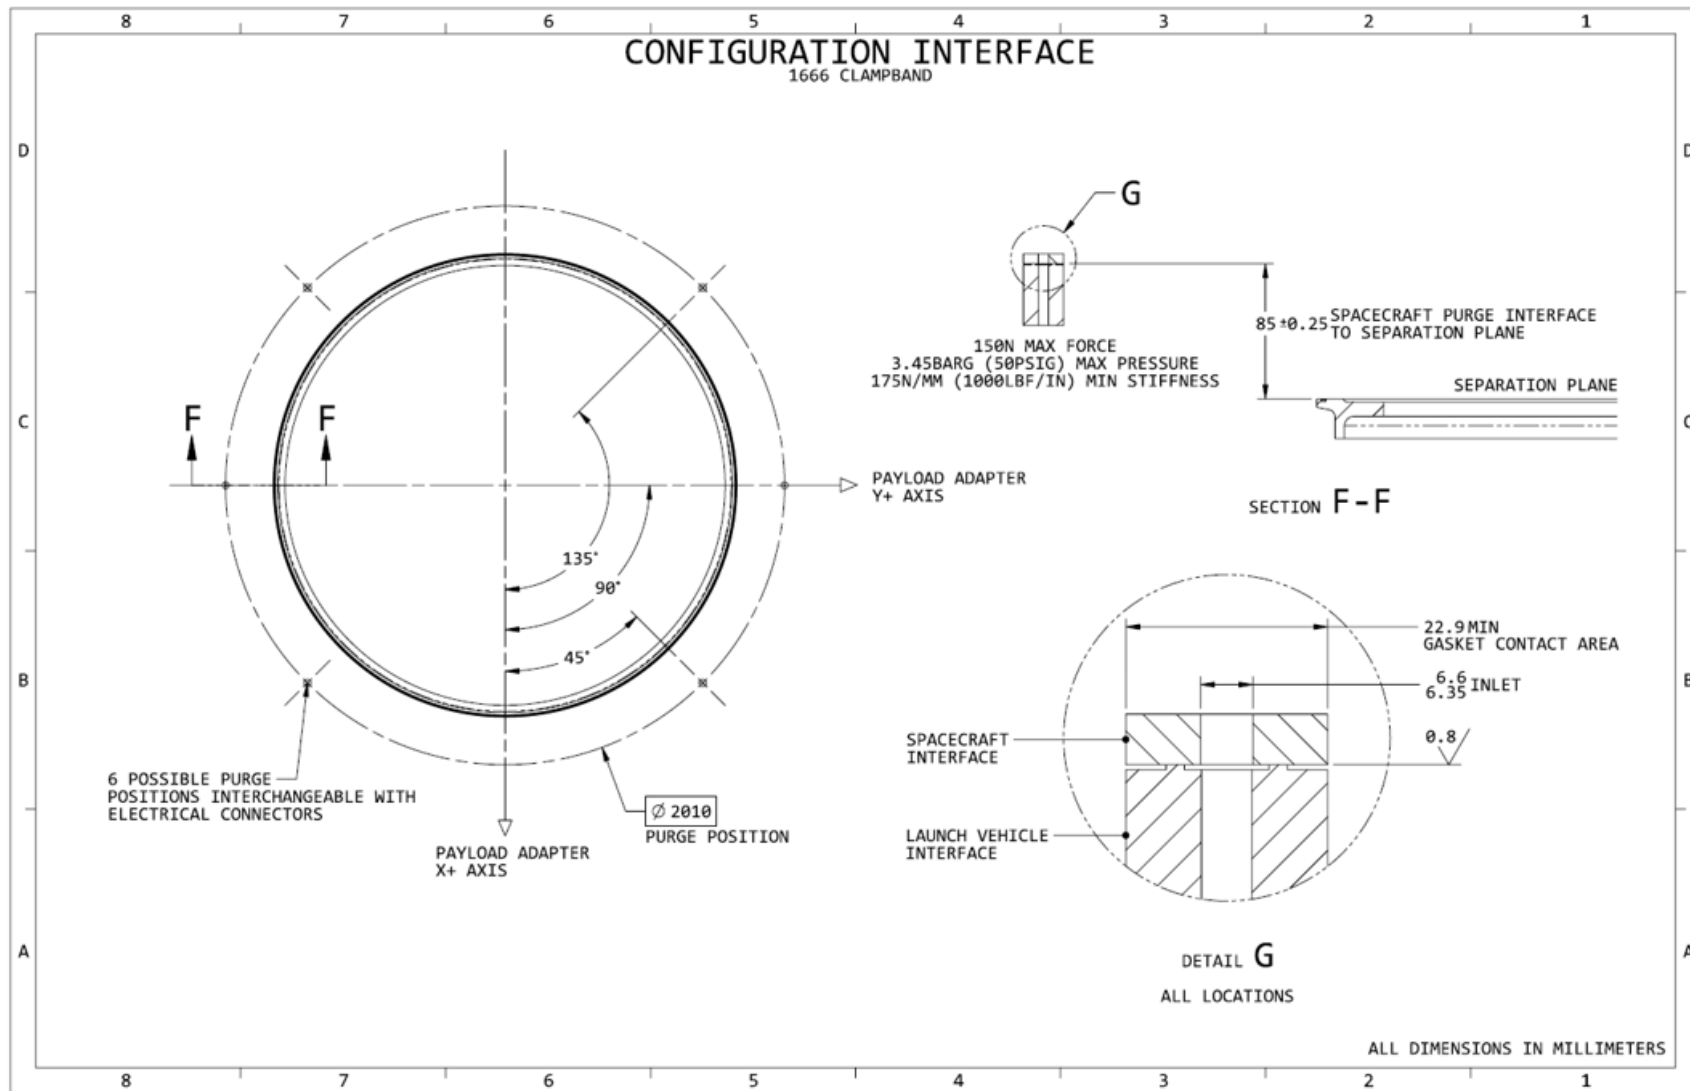 8 7 6 5 4 3 2 1
CONFIGURATION INTERFACE
1666 CLAMPBAND
D
D
G
85±0.25
SPACECRAFT PURGE INTERFACE
TO SEPARATION PLANE
150N MAX FORCE
3.45BARG (50PSIG) MAX PRESSURE
175N/MM (1000LBF/IN) MIN STIFFNESS
SEPARATION PLANE
C
F F
C
PAYLOAD ADAPTER
Y+ AXIS
SECTION F-F
135°
90°
45°
22.9 MIN
GASKET CONTACT AREA
6.6
6.35
INLET
B
B
0.8
SPACECRAFT
INTERFACE
6 POSSIBLE PURGE
POSITIONS INTERCHANGEABLE WITH
ELECTRICAL CONNECTORS
Ø 2010
PURGE POSITION
LAUNCH VEHICLE
INTERFACE
PAYLOAD ADAPTER
X+ AXIS
A
A
DETAIL G
ALL LOCATIONS
ALL DIMENSIONS IN MILLIMETERS
8 7 6 5 4 3 2 1